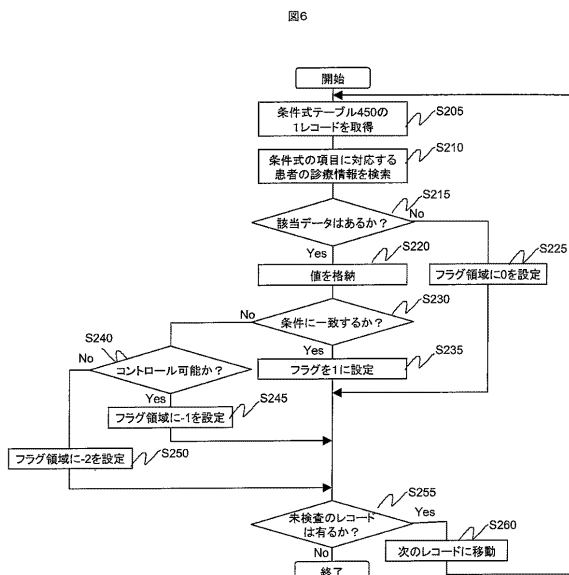 図6
開始
条件式テーブル450の
1レコードを取得
S205
条件式の項目に対応する
患者の診療情報を検索
S210
該当データはあるか？
S215
No
Yes
S220
値を格納
フラグ領域に0を設定
S225
条件に一致するか？
S230
No
Yes
フラグを1に設定
S235
S240
No
コントロール可能か？
Yes
フラグ領域に-1を設定
S245
フラグ領域に-2を設定
S250
未検査のレコード
は有るか？
S255
Yes
No
次のレコードに移動
S260
終了